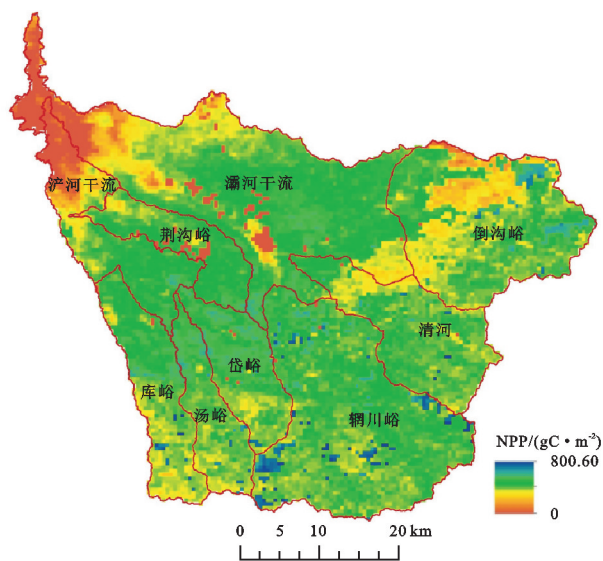 浐河干流
灞河干流
荆沟峪
倒沟峪
清河
岱峪
库峪
汤峪
辋川峪
NPP/(gC·m⁻²)
800.60
0
0 5 10 20 km